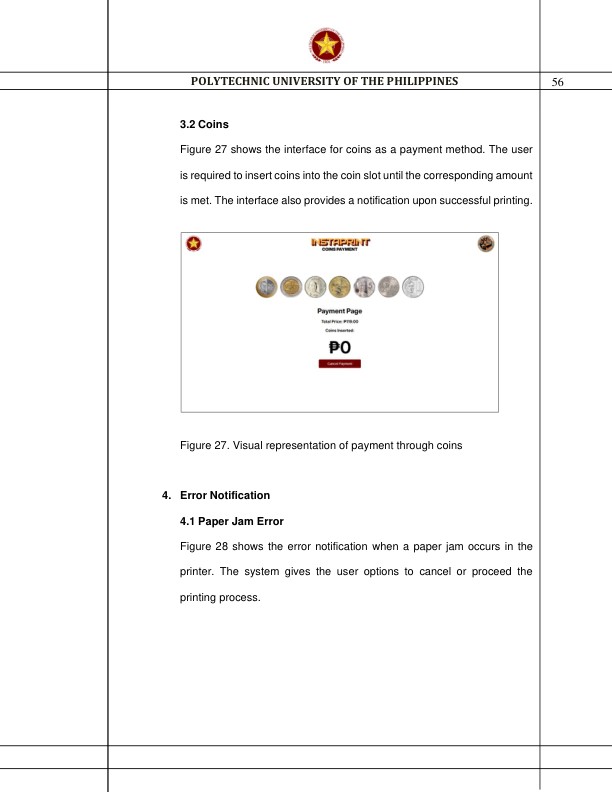 POLYTECHNIC UNIVERSITY OF THE PHILIPPINES
56
3.2 Coins
Figure 27 shows the interface for coins as a payment method. The user
is required to insert coins into the coin slot until the corresponding amount
is met. The interface also provides a notification upon successful printing.
INSTAPRINT
COINS PAYMENT
Payment Page
Coins Inserted:
₱0
Cancel Payment
Figure 27. Visual representation of payment through coins
4. Error Notification
4.1 Paper Jam Error
Figure 28 shows the error notification when a paper jam occurs in the
printer. The system gives the user options to cancel or proceed the
printing process.